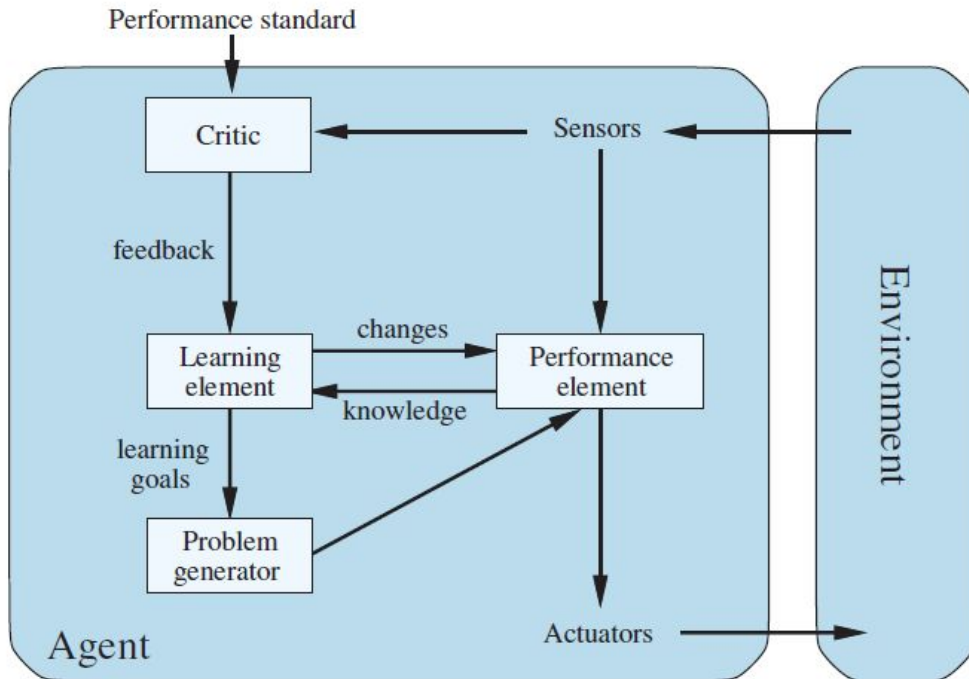 Performance standard
Critic
Sensors
feedback
changes
Learning
element
Performance
element
knowledge
learning
goals
Problem
generator
Agent
Actuators
Environment